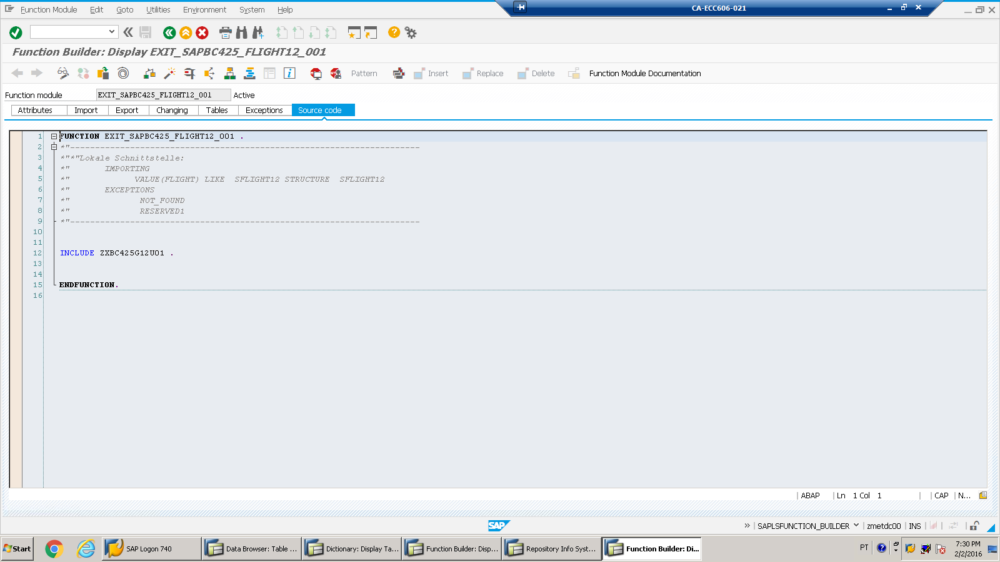 Function Module Edit Goto Utilities Environment System Help
CA-ECC606-021
Function Builder: Display EXIT_SAPBC425_FLIGHT12_001
Pattern Insert Replace Delete Function Module Documentation
Function module EXIT_SAPBC425_FLIGHT12_001 Active
Attributes Import Export Changing Tables Exceptions Source code
1 FUNCTION EXIT_SAPBC425_FLIGHT12_001 .
2 *"----------------------------------------------------------------------
3 *"*"Lokale Schnittstelle:
4 *" IMPORTING
5 *" VALUE(FLIGHT) LIKE SFLIGHT12 STRUCTURE SFLIGHT12
6 *" EXCEPTIONS
7 *" NOT_FOUND
8 *" RESERVED1
9 *"----------------------------------------------------------------------
10
11
12 INCLUDE ZXBC425G12U01 .
13
14
15 ENDFUNCTION.
16
ABAP Ln 1 Col 1 CAP N...
SAP » SAPLSFUNCTION_BUILDER zmetdc00 INS
Start SAP Logon 740 Data Browser: Table ... Dictionary: Display Ta... Function Builder: Disp... Repository Info Syst... Function Builder: Di... PT 7:30 PM
2/2/2016